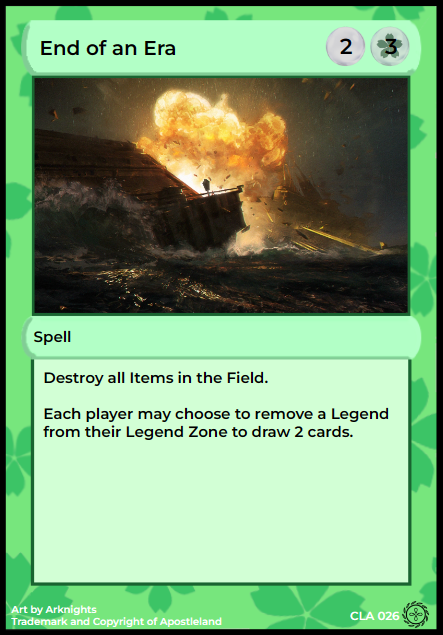 End of an Era
2
3
Spell
Destroy all Items in the Field.
Each player may choose to remove a Legend
from their Legend Zone to draw 2 cards.
Art by Arknights
Trademark and Copyright of Apostieland
CLA 026